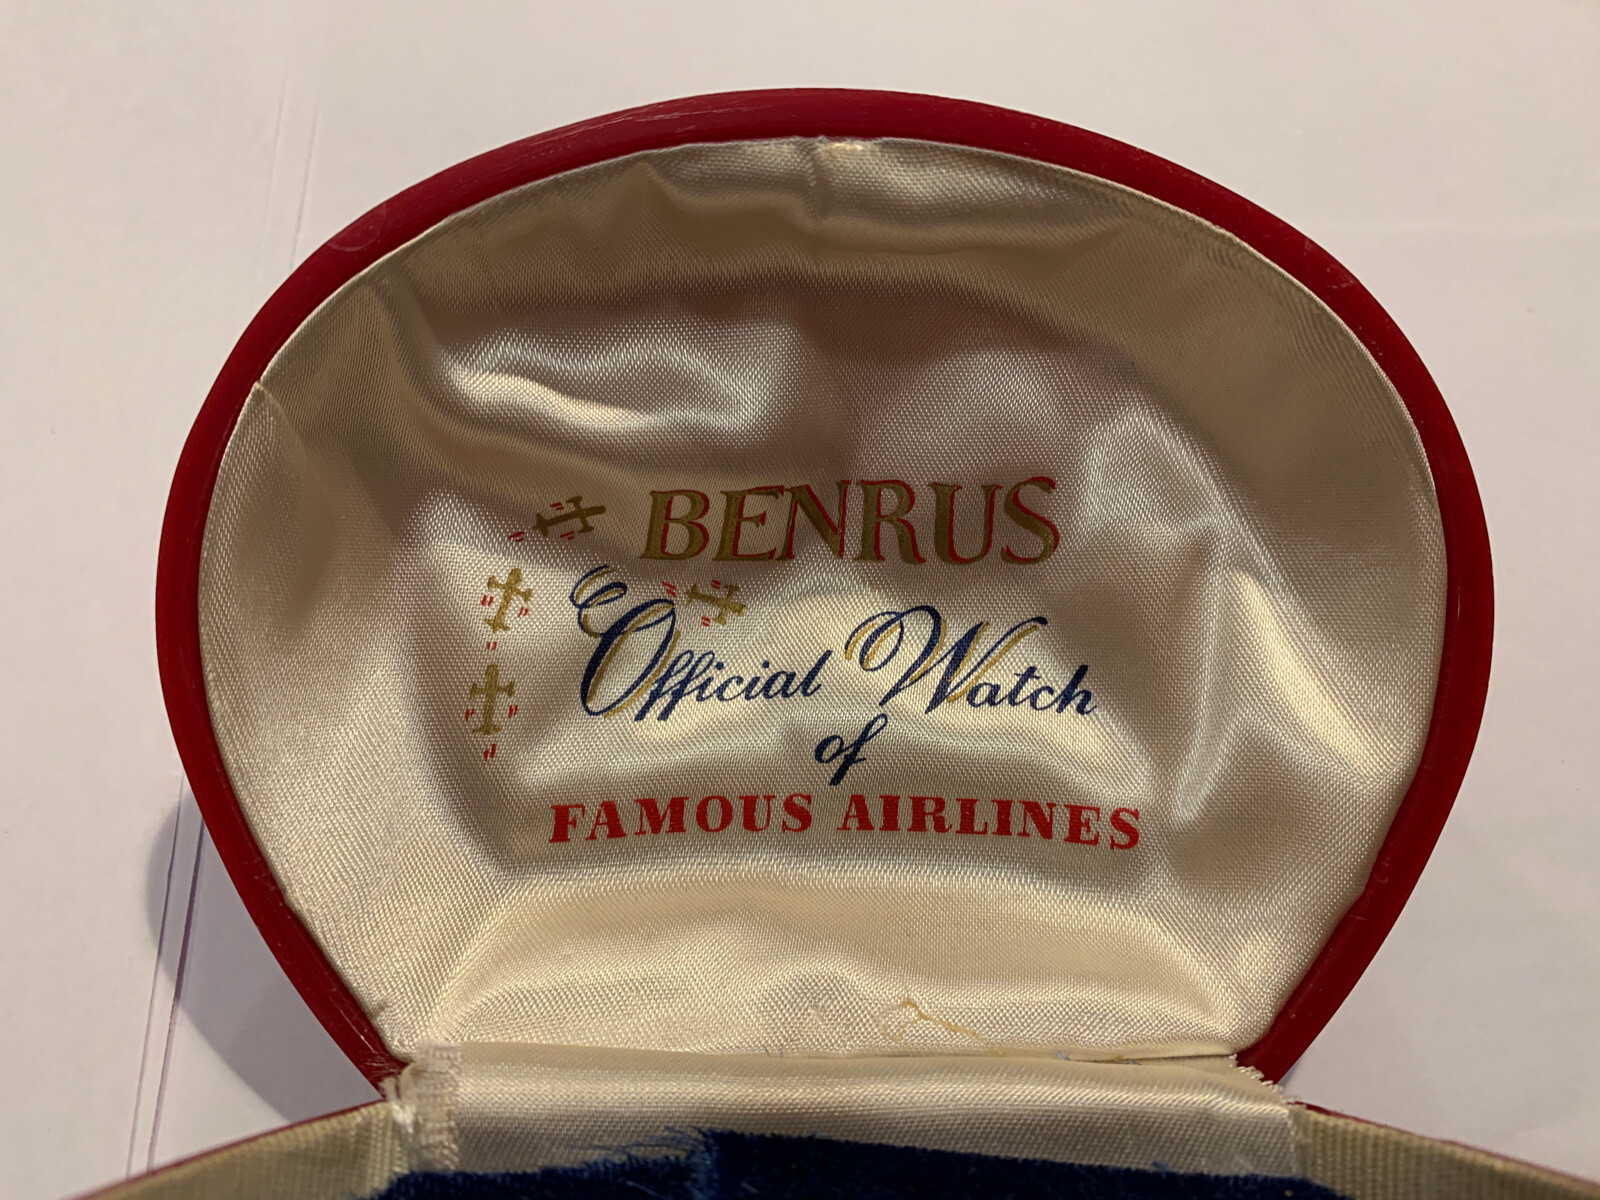 BENRUS
Official Watch
of
FAMOUS AIRLINES